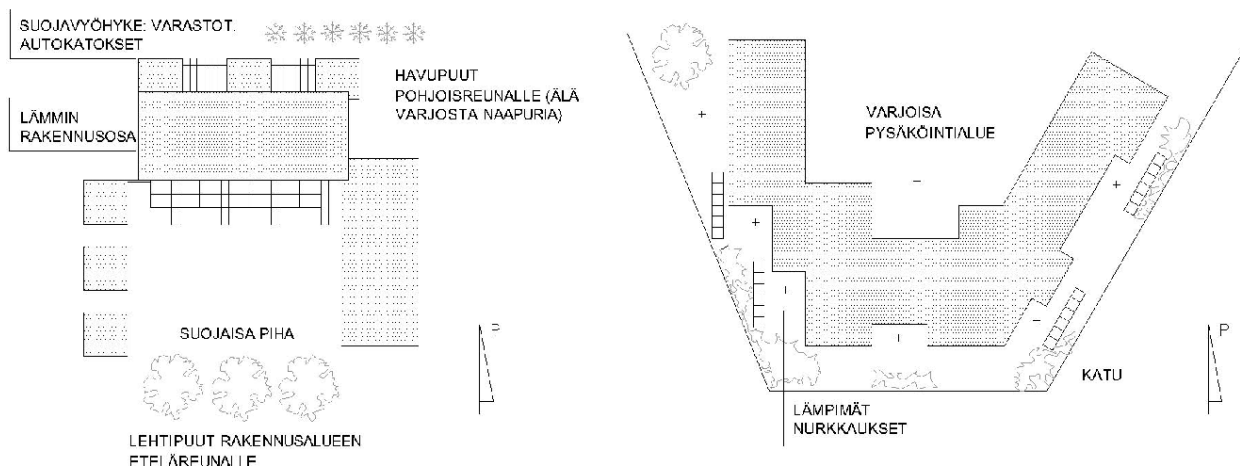 SUOJAVYÖHYKE: VARASTOT.
AUTOKATOKSET
HAVUPUUT
POHJOISREUNALLE (ÄLÄ
VARJOSTA NAAPURIA)
LÄMMIN
RAKENNUSOSA
SUOJAISA PIHA
P
LEHTIPUUT RAKENNUSALUEEN
ETELÄREUNALLE
VARJOISA
PYSÄKÖINTIALUE
P
KATU
LÄMPIMÄT
NURKKAUKSET